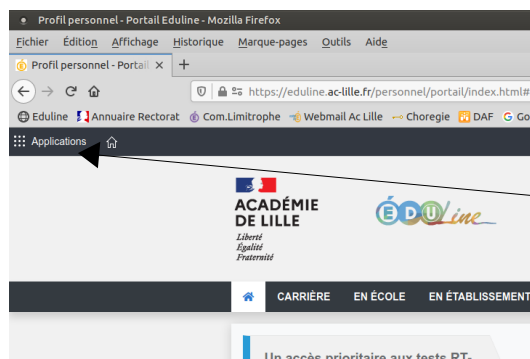 Profil personnel - Portail Eduline - Mozilla Firefox
Fichier Édition Affichage Historique Marque-pages Outils Aide
Profil personnel - Portail × +
https://eduline.ac-lille.fr/personnel/portail/index.html#
Eduline Annuaire Rectorat Com.Limitrophe Webmail Ac Lille Choregie DAF G Go
Applications
ACADÉMIE
DE LILLE
Liberté
Égalité
Fraternité
ÉDULine
CARRIÈRE EN ÉCOLE EN ÉTABLISSEMENT
Un accès prioritaire aux tests RT-